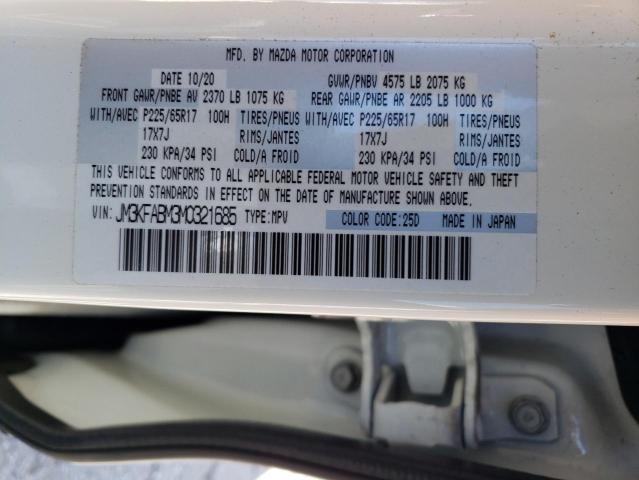 MFD. BY MAZDA MOTOR CORPORATION
DATE 10/20 GVWR/PNBV 4575 LB 2075 KG
FRONT GAWR/PNBE AV 2370 LB 1075 KG REAR GAWR/PNBE AR 2205 LB 1000 KG
WITH/AVEC P225/65R17 100H TIRES/PNEUS WITH/AVEC P225/65R17 100H TIRES/PNEUS
17X7J RIMS/JANTES 17X7J RIMS/JANTES
230 KPA/34 PSI COLD/A FROID 230 KPA/34 PSI COLD/A FROID
THIS VEHICLE CONFORMS TO ALL APPLICABLE FEDERAL MOTOR VEHICLE SAFETY AND THEFT
PREVENTION STANDARDS IN EFFECT ON THE DATE OF MANUFACTURE SHOWN ABOVE.
VIN: JM3KFABM3M0321685 TYPE:MPV COLOR CODE:25D MADE IN JAPAN